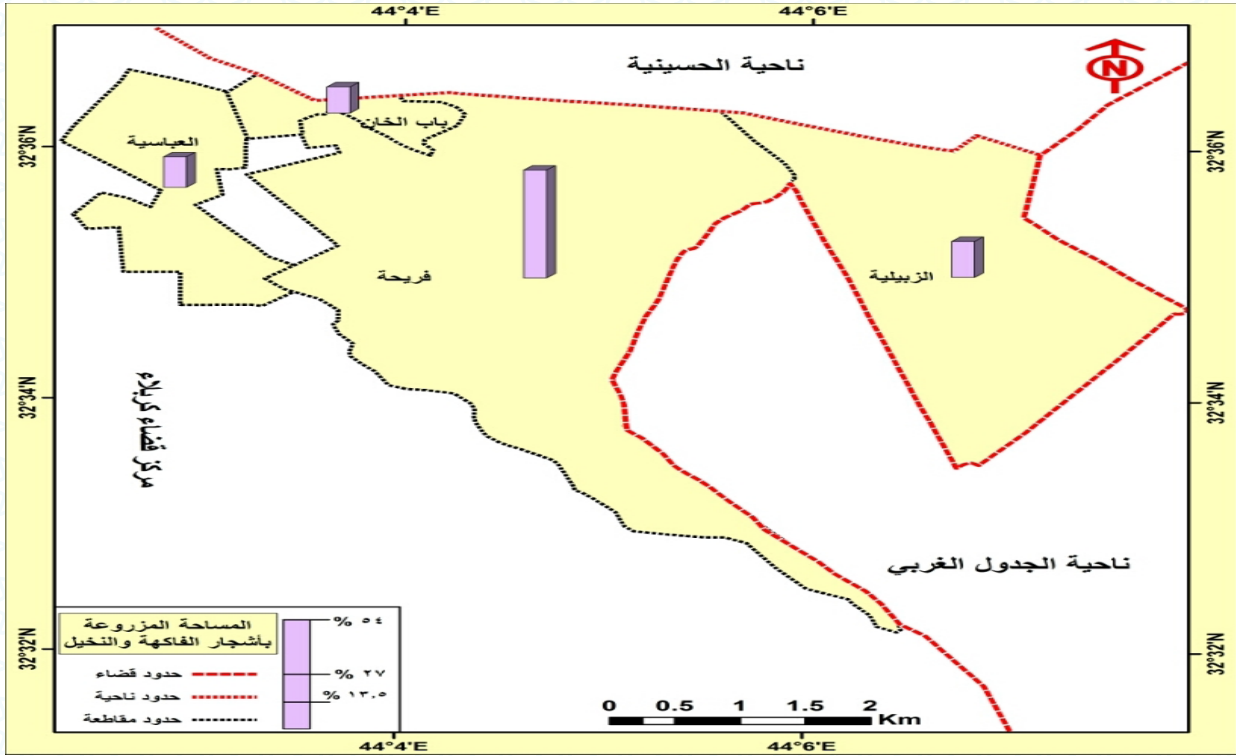 44°4'E
44°6'E
ناحية الحسينية
N
باب الخان
العباسية
32°36'N
32°36'N
فريحة
الزبيلية
32°34'N
32°34'N
مركز قضاء كربلاء
ناحية الجدول الغربي
32°32'N
32°32'N
المساحة المزروعة
بأشجار الفاكهة والنخيل
حدود قضاء
حدود ناحية
حدود مقاطعة
٥٤ %
٢٧ %
١٣.٥ %
0 0.5 1 1.5 2
Km
44°4'E
44°6'E